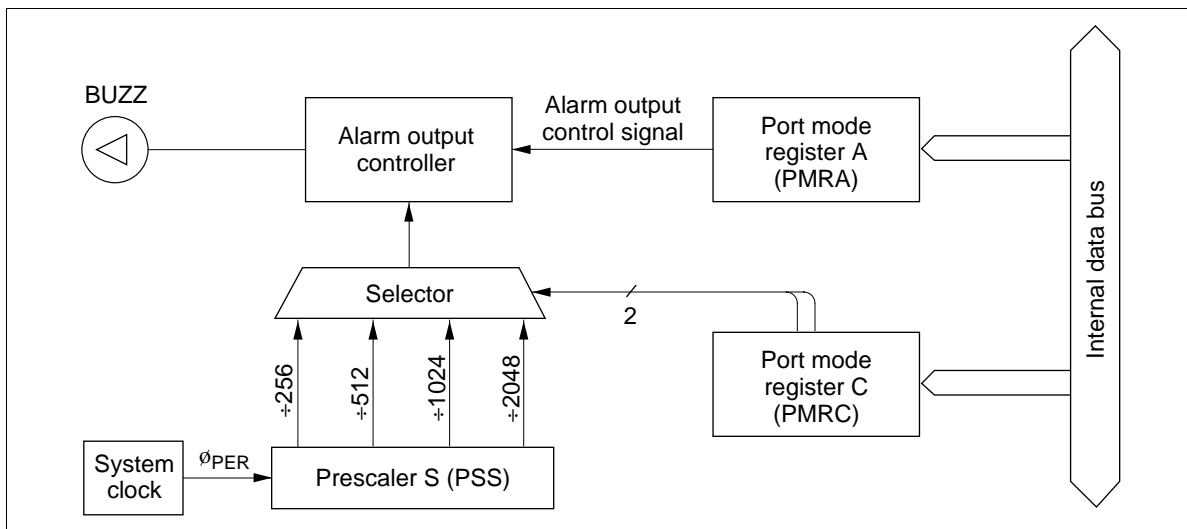 BUZZ
Alarm output
controller
Alarm output
control signal
Port mode
register A
(PMRA)
Internal data bus
Selector
2
Port mode
register C
(PMRC)
÷256
÷512
÷1024
÷2048
System
clock
øPER
Prescaler S (PSS)